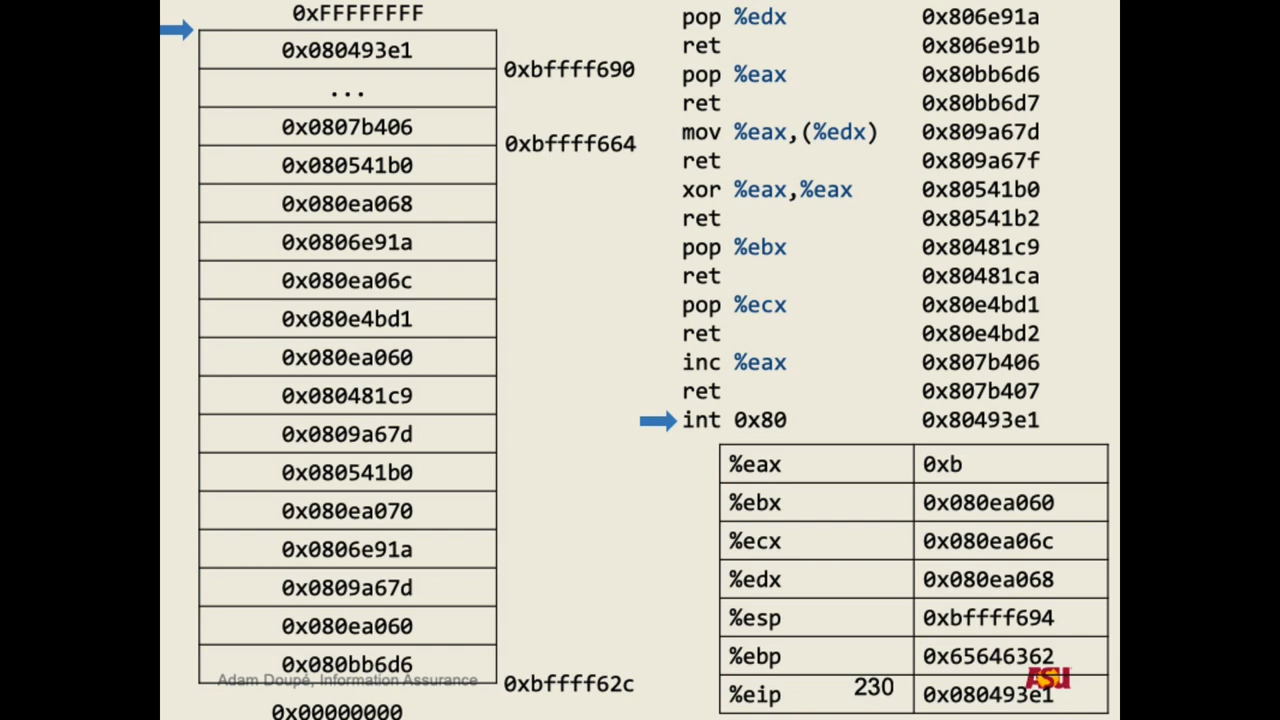 0xFFFFFFFF
0x080493e1
0xbffff690
...
0x0807b406
0xbffff664
0x080541b0
0x080ea068
0x0806e91a
0x080ea06c
0x080e4bd1
0x080ea060
0x080481c9
0x0809a67d
0x080541b0
0x080ea070
0x0806e91a
0x0809a67d
0x080ea060
0x080bb6d6
Adam Doupé, Information Assurance
0xbffff62c
0x00000000
pop %edx 0x806e91a
ret 0x806e91b
pop %eax 0x80bb6d6
ret 0x80bb6d7
mov %eax,(%edx) 0x809a67d
ret 0x809a67f
xor %eax,%eax 0x80541b0
ret 0x80541b2
pop %ebx 0x80481c9
ret 0x80481ca
pop %ecx 0x80e4bd1
ret 0x80e4bd2
inc %eax 0x807b406
ret 0x807b407
int 0x80 0x80493e1
%eax 0xb
%ebx 0x080ea060
%ecx 0x080ea06c
%edx 0x080ea068
%esp 0xbffff694
%ebp 0x65646362
%eip 0x080493e1
230
ASU